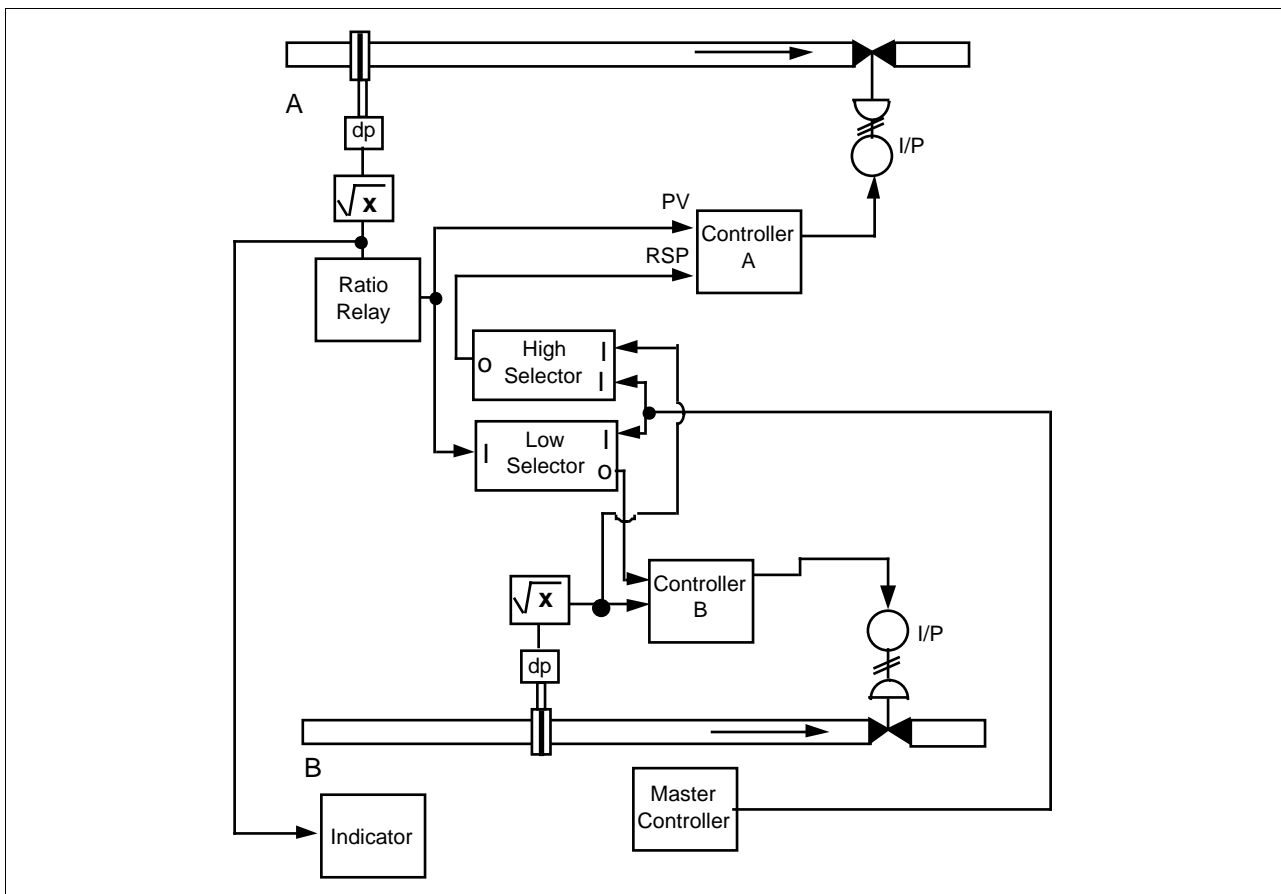 A
dp
I/P
√x
PV
Controller
A
RSP
Ratio
Relay
High
Selector
I
I
o
Low
Selector
I
I
o
√x
Controller
B
I/P
dp
B
Master
Controller
Indicator